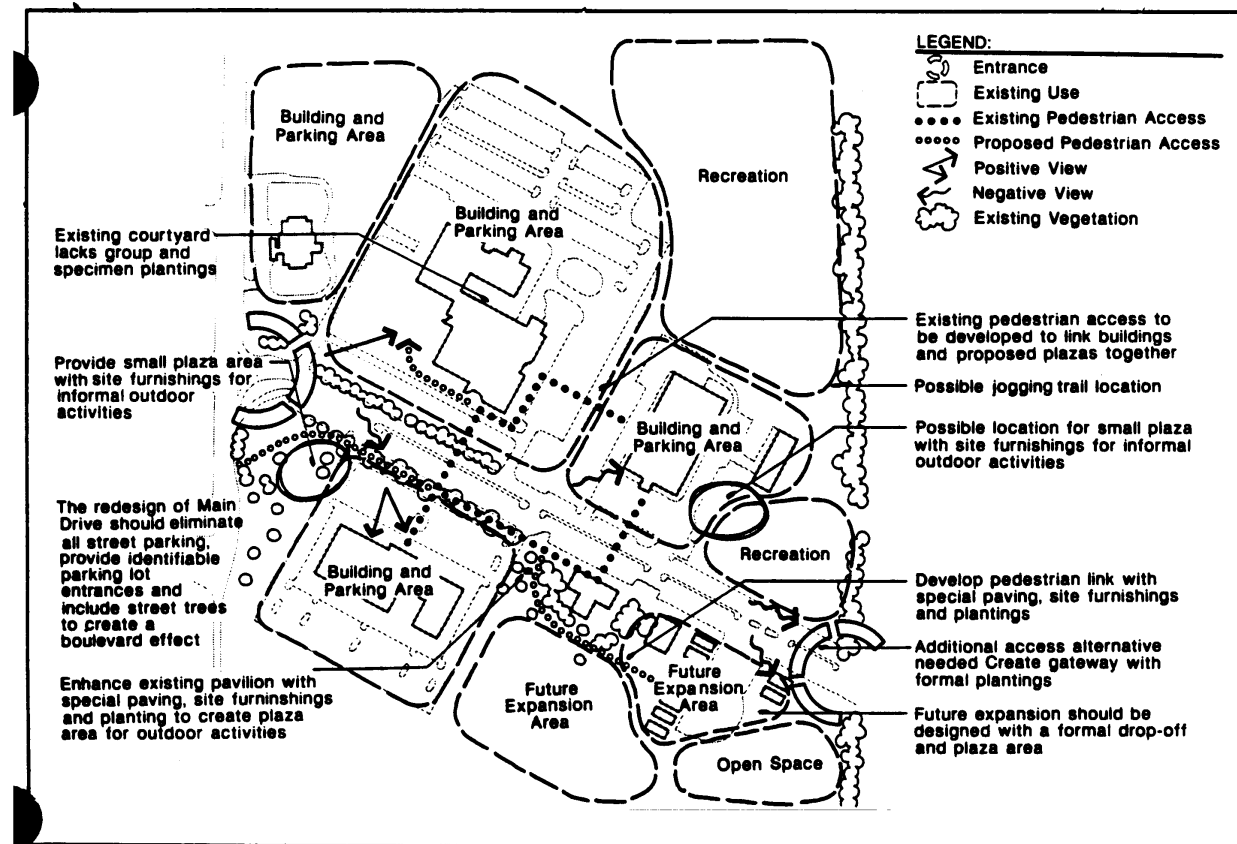 LEGEND:
Entrance
Existing Use
Existing Pedestrian Access
Proposed Pedestrian Access
Positive View
Negative View
Existing Vegetation
Building and
Parking Area
Building and
Parking Area
Recreation
Existing courtyard
lacks group and
specimen plantings
Provide small plaza area
with site furnishings for
informal outdoor
activities
The redesign of Main
Drive should eliminate
all street parking,
provide identifiable
parking lot
entrances and
include street trees
to create a
boulevard effect
Enhance existing pavilion with
special paving, site furninshings
and planting to create plaza
area for outdoor activities
Building and
Parking Area
Building and
Parking Area
Recreation
Future
Expansion
Area
Future
Expansion
Area
Open Space
Existing pedestrian access to
be developed to link buildings
and proposed plazas together
Possible jogging trail location
Possible location for small plaza
with site furnishings for informal
outdoor activities
Develop pedestrian link with
special paving, site furnishings
and plantings
Additional access alternative
needed Create gateway with
formal plantings
Future expansion should be
designed with a formal drop-off
and plaza area